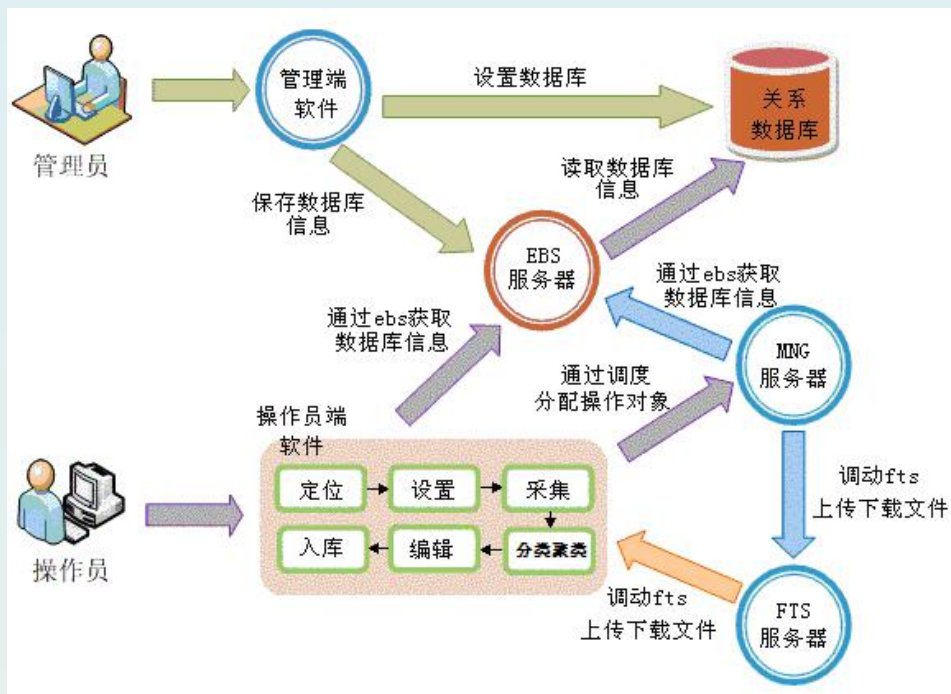 管理端
软件
设置数据库
关系
数据库
管理员
保存数据库
信息
读取数据库
信息
EBS
服务器
通过ebs获取
数据库信息
通过ebs获取
数据库信息
MNG
服务器
通过调度
分配操作对象
操作员端
软件
定位
设置
采集
入库
编辑
分类聚类
操作员
调动fts
上传下载文件
调动fts
上传下载文件
FTS
服务器